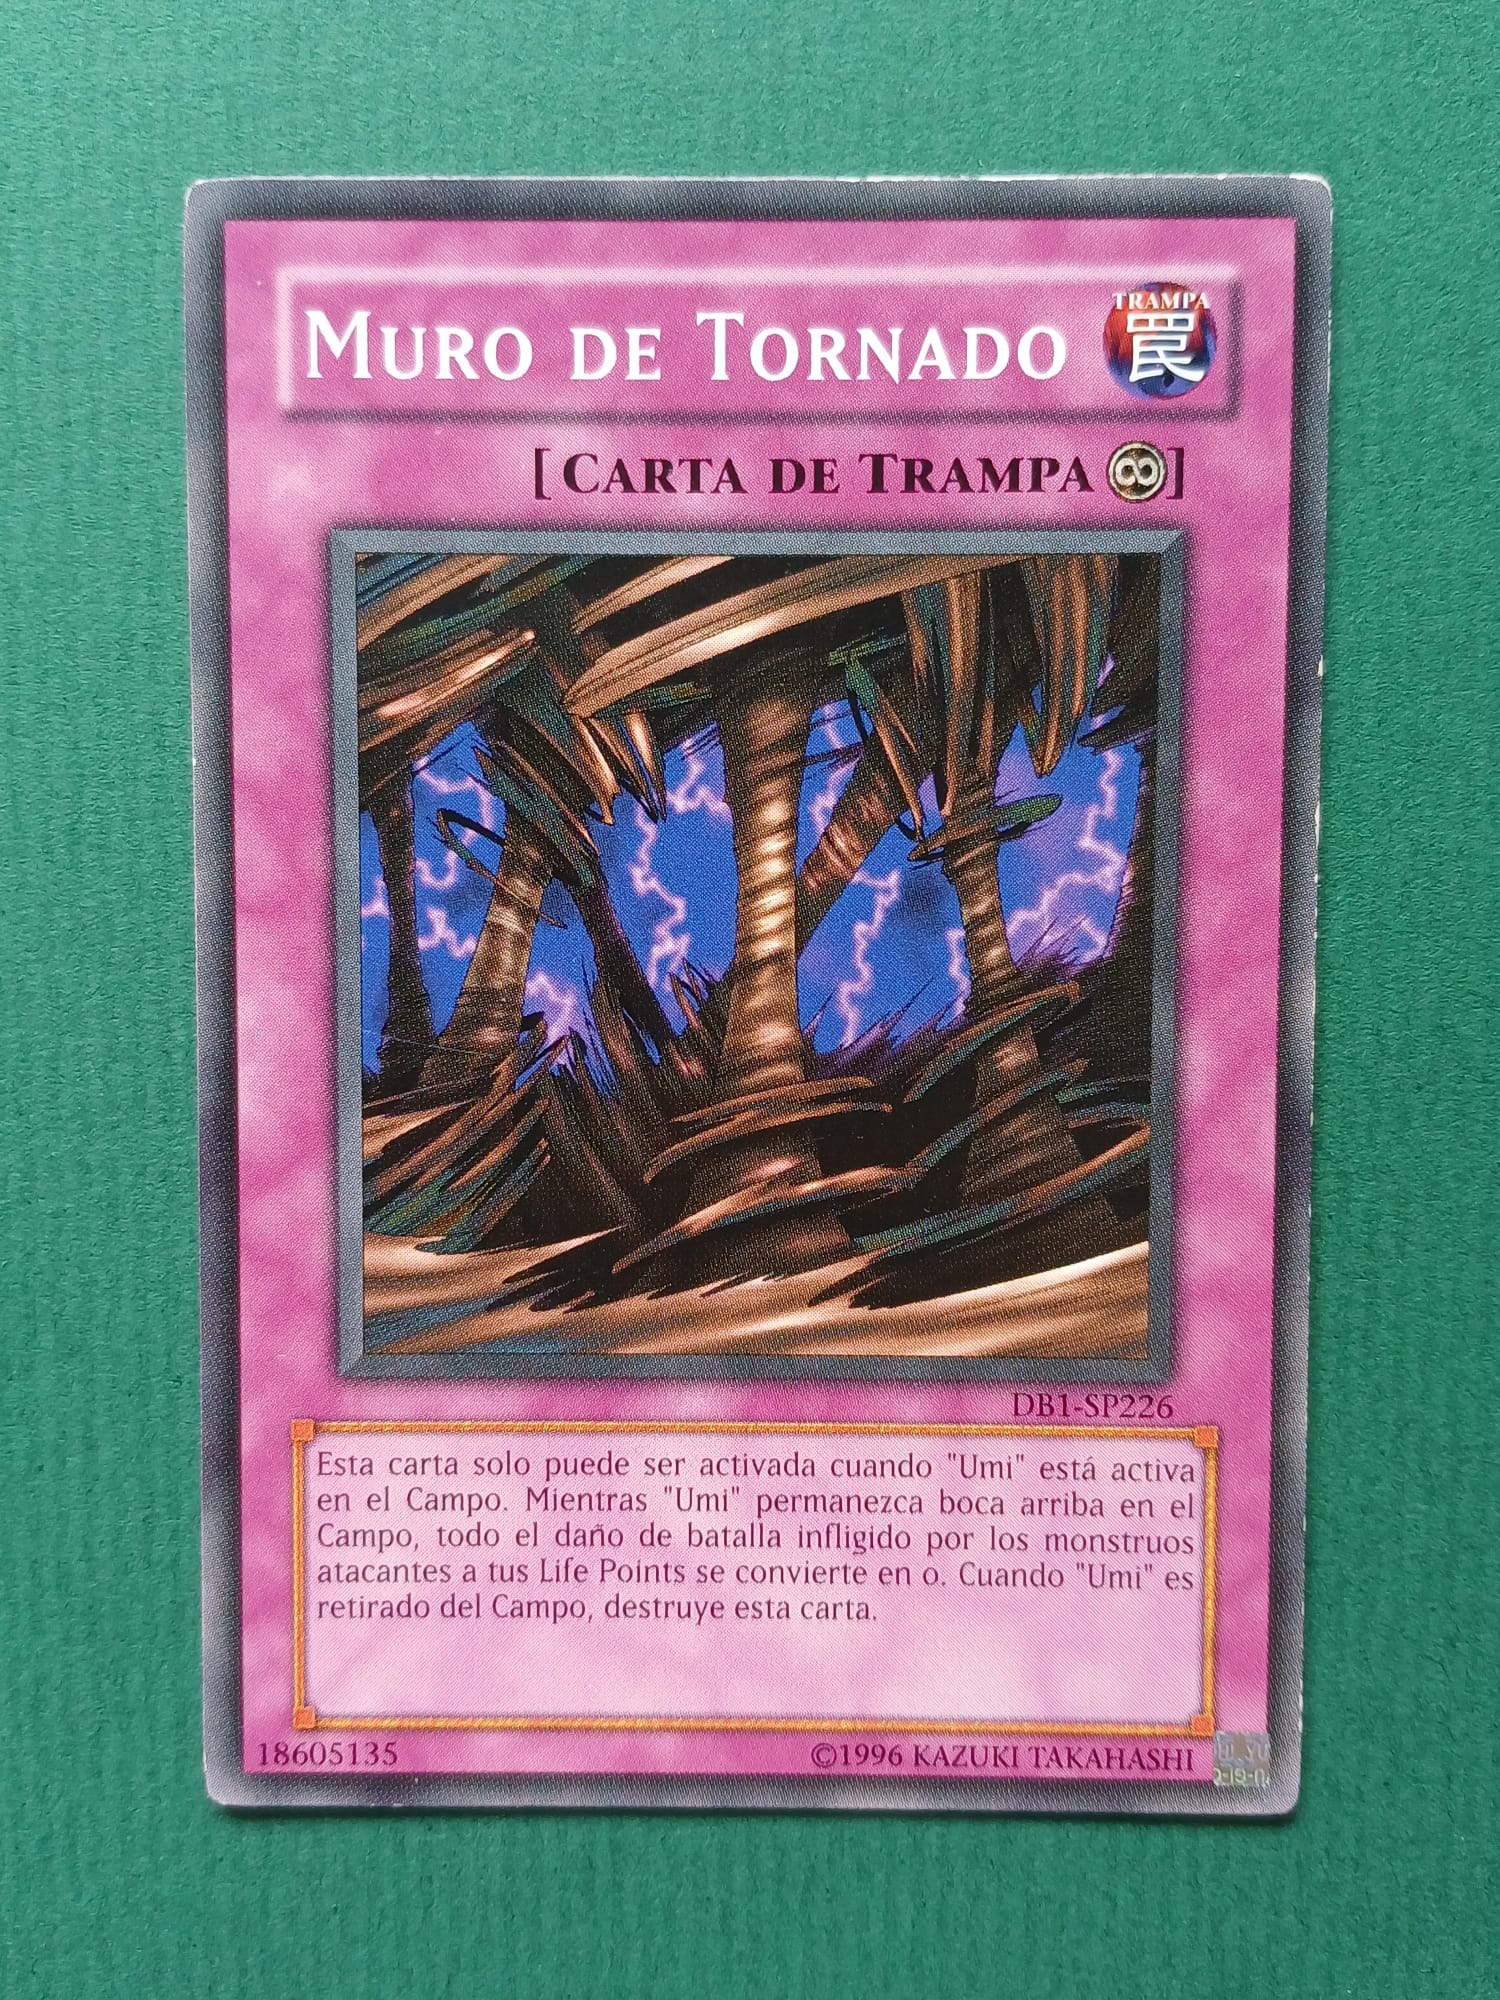 MURO DE TORNADO
TRAMPA
罠
[CARTA DE TRAMPA ∞]
DB1-SP226
Esta carta solo puede ser activada cuando "Umi" está activa
en el Campo. Mientras "Umi" permanezca boca arriba en el
Campo, todo el daño de batalla infligido por los monstruos
atacantes a tus Life Points se convierte en 0. Cuando "Umi" es
retirado del Campo, destruye esta carta.
18605135
©1996 KAZUKI TAKAHASHI